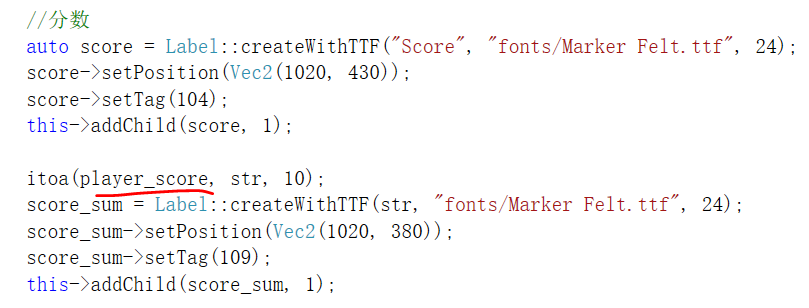 //分数
auto score = Label::createWithTTF("Score", "fonts/Marker Felt.ttf", 24);
score->setPosition(Vec2(1020, 430));
score->setTag(104);
this->addChild(score, 1);
itoa(player_score, str, 10);
score_sum = Label::createWithTTF(str, "fonts/Marker Felt.ttf", 24);
score_sum->setPosition(Vec2(1020, 380));
score_sum->setTag(109);
this->addChild(score_sum, 1);